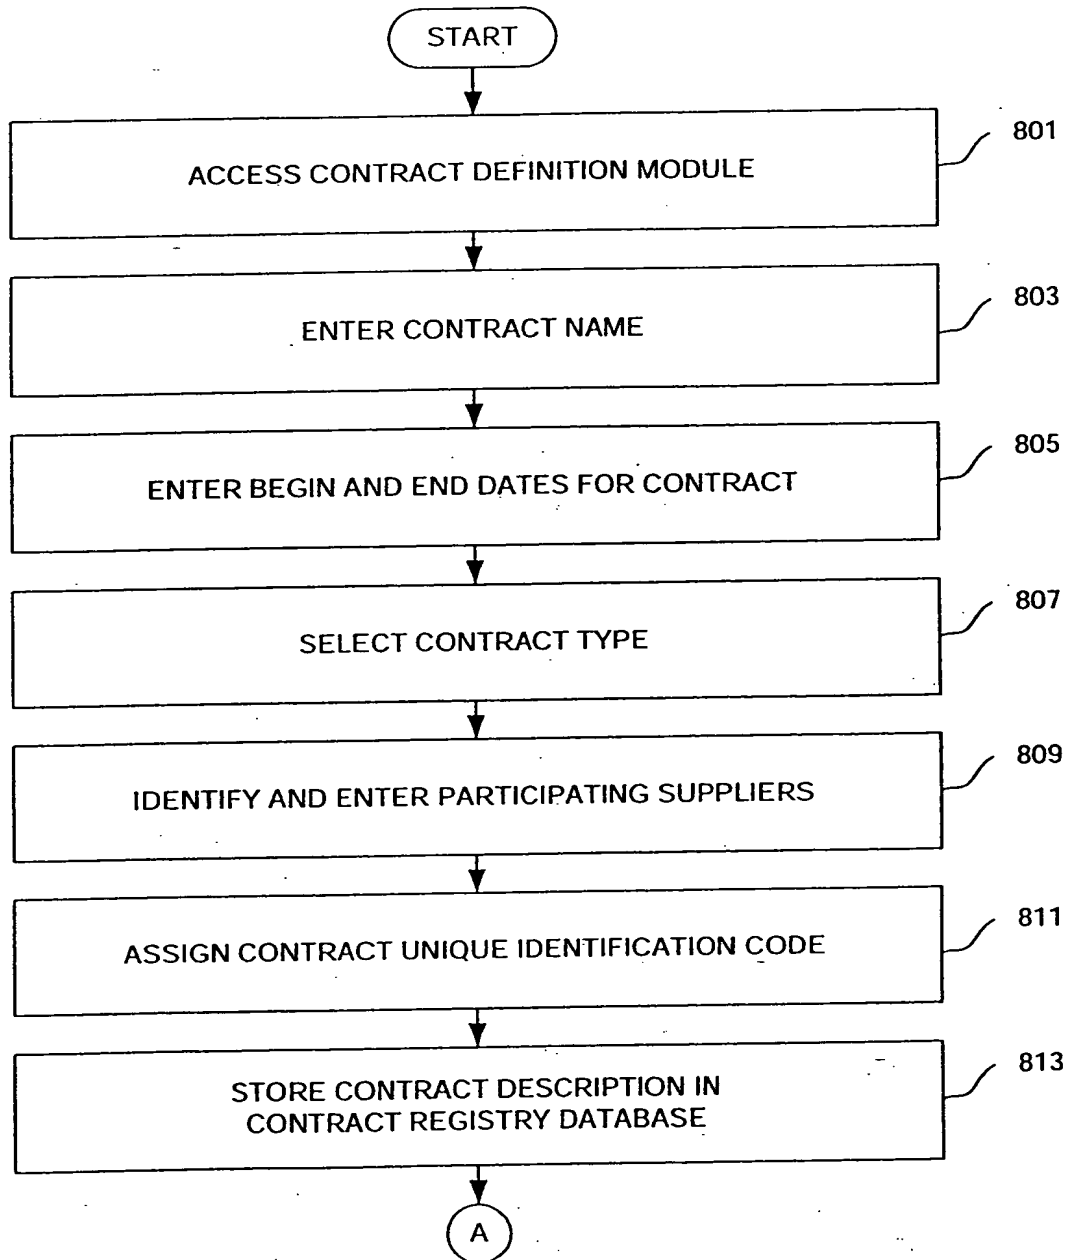 START
ACCESS CONTRACT DEFINITION MODULE
801
ENTER CONTRACT NAME
803
ENTER BEGIN AND END DATES FOR CONTRACT
805
SELECT CONTRACT TYPE
807
IDENTIFY AND ENTER PARTICIPATING SUPPLIERS
809
ASSIGN CONTRACT UNIQUE IDENTIFICATION CODE
811
STORE CONTRACT DESCRIPTION IN
CONTRACT REGISTRY DATABASE
813
A